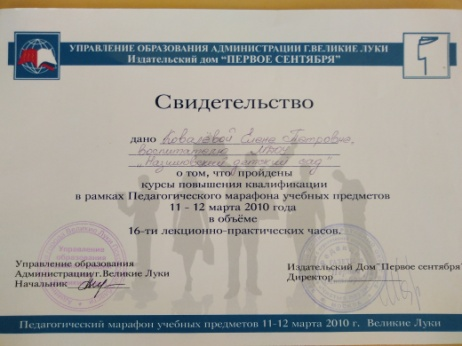 УПРАВЛЕНИЕ ОБРАЗОВАНИЯ АДМИНИСТРАЦИИ Г.ВЕЛИКИЕ ЛУКИ
Издательский дом "ПЕРВОЕ СЕНТЯБРЯ"
Свидетельство
дано Ковалёвой Елене Петровне,
воспитателю
детский сад"
о том, что пройдены
курсы повышения квалификации
в рамках Педагогического марафона учебных предметов
11 - 12 марта 2010 года
в объёме
16-ти лекционно-практических часов.
Управление образования
Администрации г.Великие Луки
Начальник
Издательский Дом "Первое сентября"
Директор
Педагогический марафон учебных предметов 11-12 марта 2010 г. Великие Луки